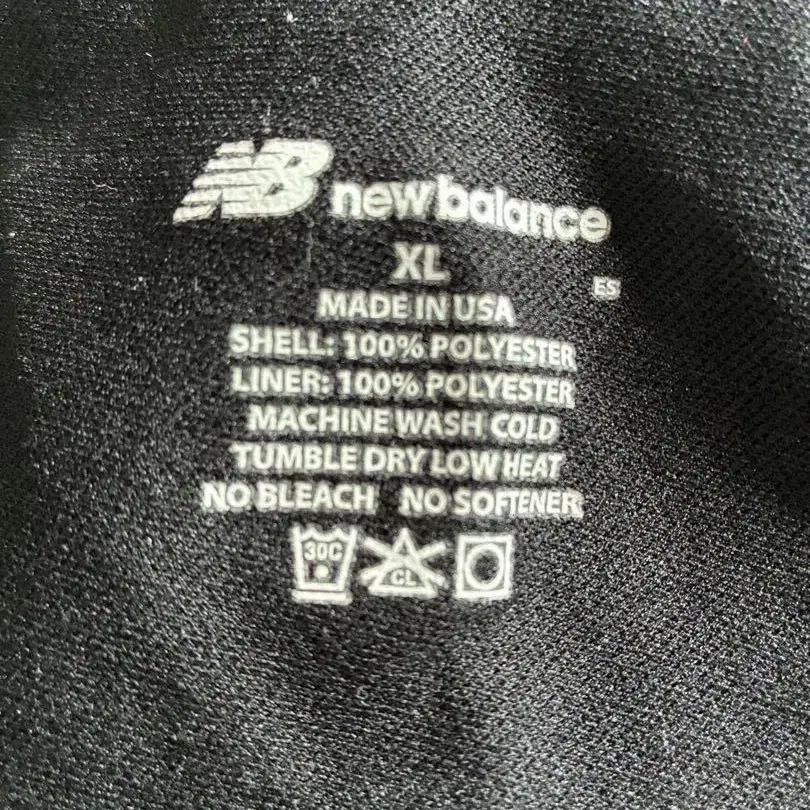 NB new balance
XL
ES
MADE IN USA
SHELL: 100% POLYESTER
LINER: 100% POLYESTER
MACHINE WASH COLD
TUMBLE DRY LOW HEAT
NO BLEACH NO SOFTENER
30C CL